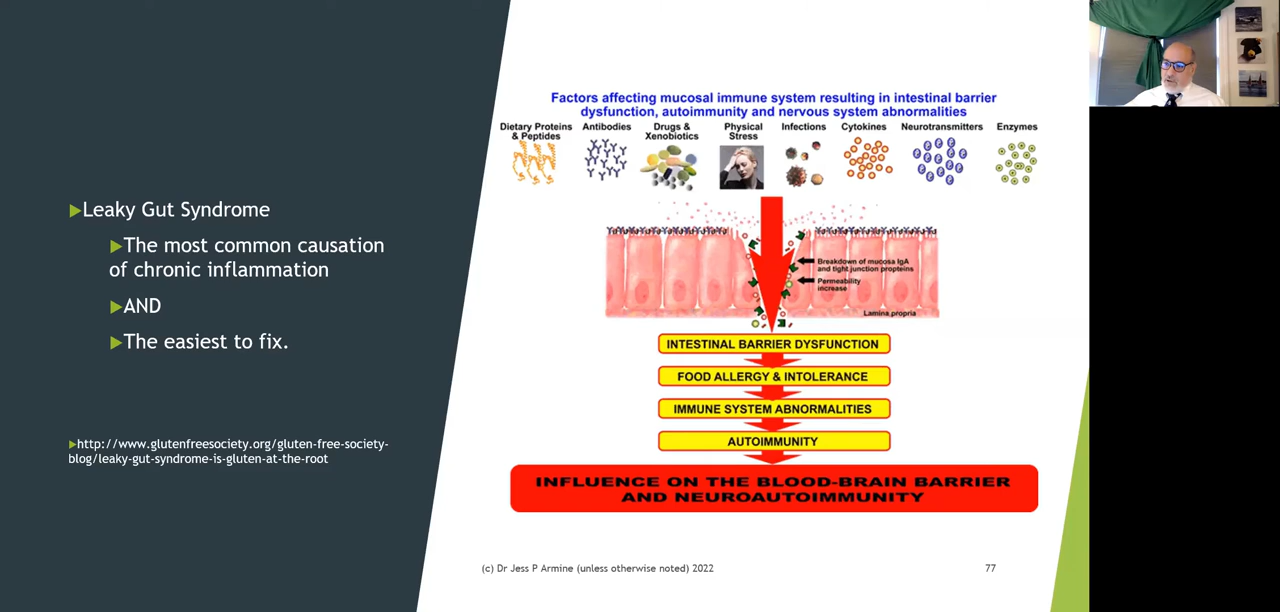 Leaky Gut Syndrome
The most common causation
of chronic inflammation
AND
The easiest to fix.
http://www.glutenfreesociety.org/gluten-free-society-
blog/leaky-gut-syndrome-is-gluten-at-the-root
Factors affecting mucosal immune system resulting in intestinal barrier
dysfunction, autoimmunity and nervous system abnormalities
Dietary Proteins
& Peptides
Antibodies
Drugs &
Xenobiotics
Physical
Stress
Infections
Cytokines
Neurotransmitters
Enzymes
Breakdown of mucosa IgA
and tight junction propteins
Permeability
increase
Lamina propria
INTESTINAL BARRIER DYSFUNCTION
FOOD ALLERGY & INTOLERANCE
IMMUNE SYSTEM ABNORMALITIES
AUTOIMMUNITY
INFLUENCE ON THE BLOOD-BRAIN BARRIER
AND NEUROAUTOIMMUNITY
(c) Dr Jess P Armine (unless otherwise noted) 2022
77